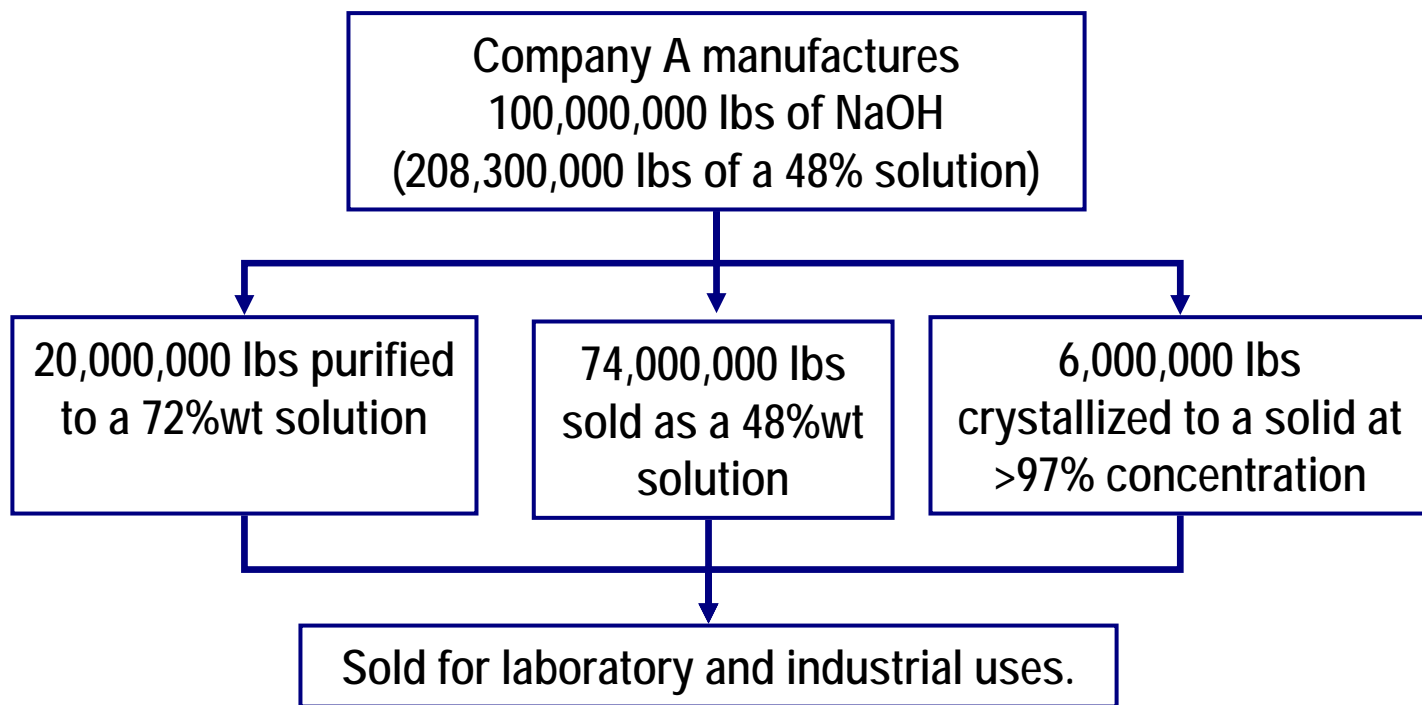 Company A manufactures
100,000,000 lbs of NaOH
(208,300,000 lbs of a 48% solution)
20,000,000 lbs purified
to a 72%wt solution
74,000,000 lbs
sold as a 48%wt
solution
6,000,000 lbs
crystallized to a solid at
>97% concentration
Sold for laboratory and industrial uses.